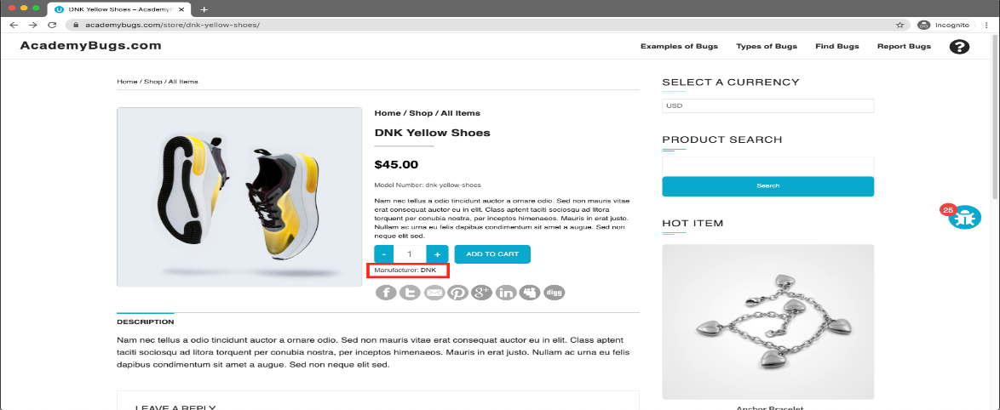 DNK Yellow Shoes – AcademyB
academybugs.com/store/dnk-yellow-shoes/
Incognito
AcademyBugs.com
Examples of Bugs
Types of Bugs
Find Bugs
Report Bugs
?
Home / Shop / All Items
Home / Shop / All Items
DNK Yellow Shoes
$45.00
Model Number: dnk-yellow-shoes
Nam nec tellus a odio tincidunt auctor a ornare odio. Sed non mauris vitae
erat consequat auctor eu in elit. Class aptent taciti sociosqu ad litora
torquent per conubia nostra, per inceptos himenaeos. Mauris in erat justo.
Nullam ac urna eu felis dapibus condimentum sit amet a augue. Sed non
neque elit sed.
- 1 +
ADD TO CART
Manufacturer: DNK
digg
DESCRIPTION
Nam nec tellus a odio tincidunt auctor a ornare odio. Sed non mauris vitae erat consequat auctor eu in elit. Class aptent
taciti sociosqu ad litora torquent per conubia nostra, per inceptos himenaeos. Mauris in erat justo. Nullam ac urna eu felis
dapibus condimentum sit amet a augue. Sed non neque elit sed.
LEAVE A REPLY
SELECT A CURRENCY
USD
PRODUCT SEARCH
Search
HOT ITEM
25
Anchor Bracelet